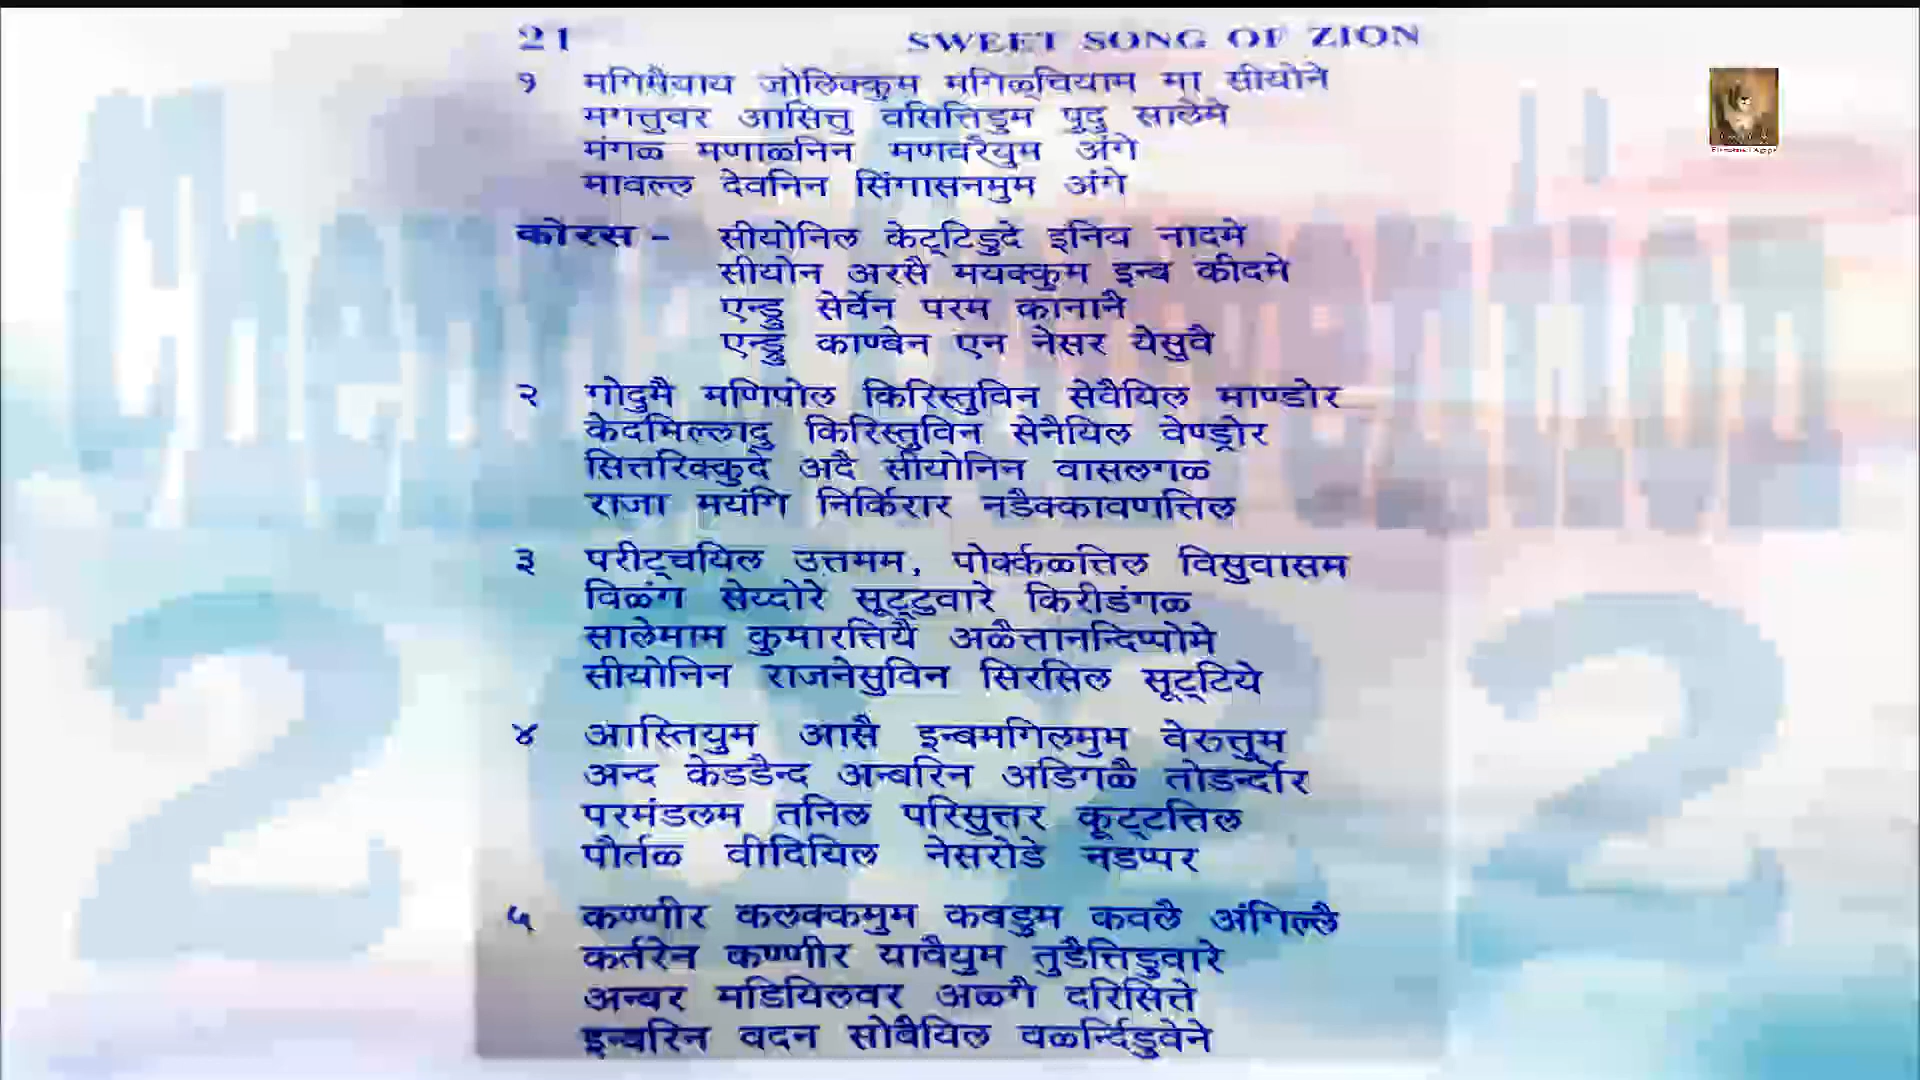 21 SWEET SONG OF ZION
१ मगिमैयाय जोलिक्कुम मगिळ्चियाम मा सीयोने
मगत्तुवर आसित्तु वसित्तिडुम पुदु सालेमे
मंगळ मणाळनिन मणवरैयुम अंगे
मावल्ल देवनिन सिंगासनमुम अंगे
कोरस - सीयोनिल केट्टिडुदे इनिय नादमे
सीयोन अरसै मयक्कुम इन्ब कीदमे
एन्ड्रु सेर्वेन परम कानानै
एन्ड्रु काण्बेन एन नेसर येसुवै
२ गोदुमै मणिपोल किरिस्तुविन सेवैयिल माण्डोर
केदमिल्लादु किरिस्तुविन सेनैयिल वेण्ड्रोर
सित्तरिक्कुदे अदै सीयोनिन वासलगळ
राजा मयंगि निर्किरार नडैक्कावणत्तिल
३ परीट्चयिल उत्तमम, पोर्क्कळत्तिल विसुवासम
विळंग सेय्दोरे सूट्टुवारे किरीडंगळ
सालेमाम कुमारत्तियै अळैत्तानन्दिप्पोमे
सीयोनिन राजनेसुविन सिरसिल सूट्टिये
४ आस्तियुम आसै इन्बमगिलमुम वेरुत्तुम
अन्द केडडैन्द अन्बरिन अडिगळै तोडर्न्दोर
परमंडलम तनिल परिसुत्तर कूट्टत्तिल
पोर्तळ वीदियिल नेसरोडे नडप्पर
५ कण्णीर कलक्कमुम कबडुम कवलै अंगिल्लै
कर्तरेन कण्णीर यावैयुम तुडैत्तिडुवारे
अन्बर मडियिलवर अळगै दरिसित्ते
इन्बरिन वदन सोबैयिल वळर्न्दिडुवेने